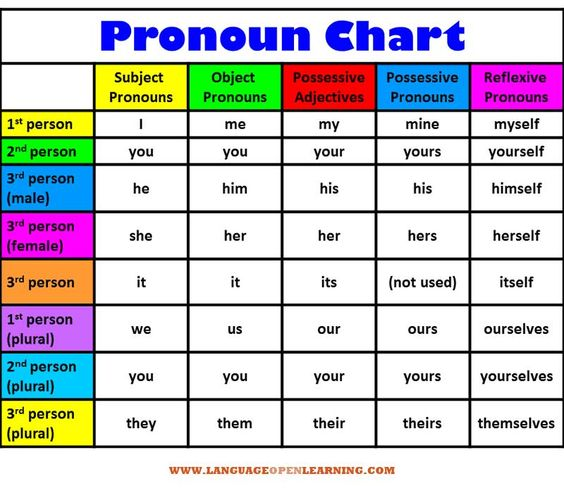 Pronoun Chart
Subject Pronouns Object Pronouns Possessive Adjectives Possessive Pronouns Reflexive Pronouns
1st person I me my mine myself
2nd person you you your yours yourself
3rd person (male) he him his his himself
3rd person (female) she her her hers herself
3rd person it it its (not used) itself
1st person (plural) we us our ours ourselves
2nd person (plural) you you your yours yourselves
3rd person (plural) they them their theirs themselves
WWW.LANGUAGEOPENLEARNING.COM